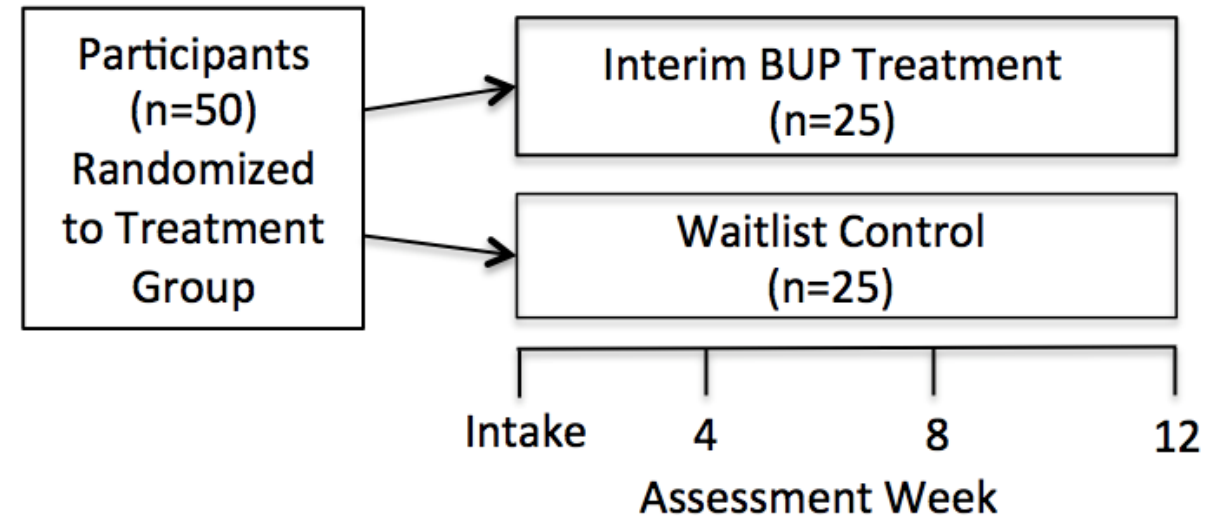 Participants
(n=50)
Randomized
to Treatment
Group
Interim BUP Treatment
(n=25)
Waitlist Control
(n=25)
Intake 4 8 12
Assessment Week